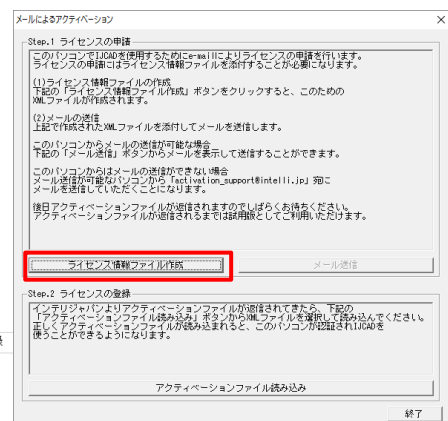 メールによるアクティベーション
Step.1 ライセンスの申請
このパソコンでIJCADを使用するためにe-mailによりライセンスの申請を行います。
ライセンスの申請にはライセンス情報ファイルを添付することが必要になります。
(1)ライセンス情報ファイルの作成
下記の「ライセンス情報ファイル作成」ボタンをクリックすると、このための
XMLファイルが作成されます。
(2)メールの送信
上記で作成されたXMLファイルを添付してメールを送信します。
このパソコンからメールの送信が可能な場合
下記の「メール送信」ボタンからメールを表示して送信することができます。
このパソコンからはメールの送信ができない場合
メール送信が可能なパソコンから「activation_support@intelli.jp」宛に
メールを送信していただくことになります。
後日アクティベーションファイルが返信されますのでしばらくお待ちください。
アクティベーションファイルが返信されるまでは試用版としてご利用いただけます。
ライセンス情報ファイル作成
メール送信
Step.2 ライセンスの登録
インテリジャパンよりアクティベーションファイルが返信されてきたら、下記の
「アクティベーションファイル読み込み」ボタンからXMLファイルを選択して読み込んでください。
正しくアクティベーションファイルが読み込まれると、このパソコンが認証されIJCADを
使うことができるようになります。
アクティベーションファイル読み込み
終了